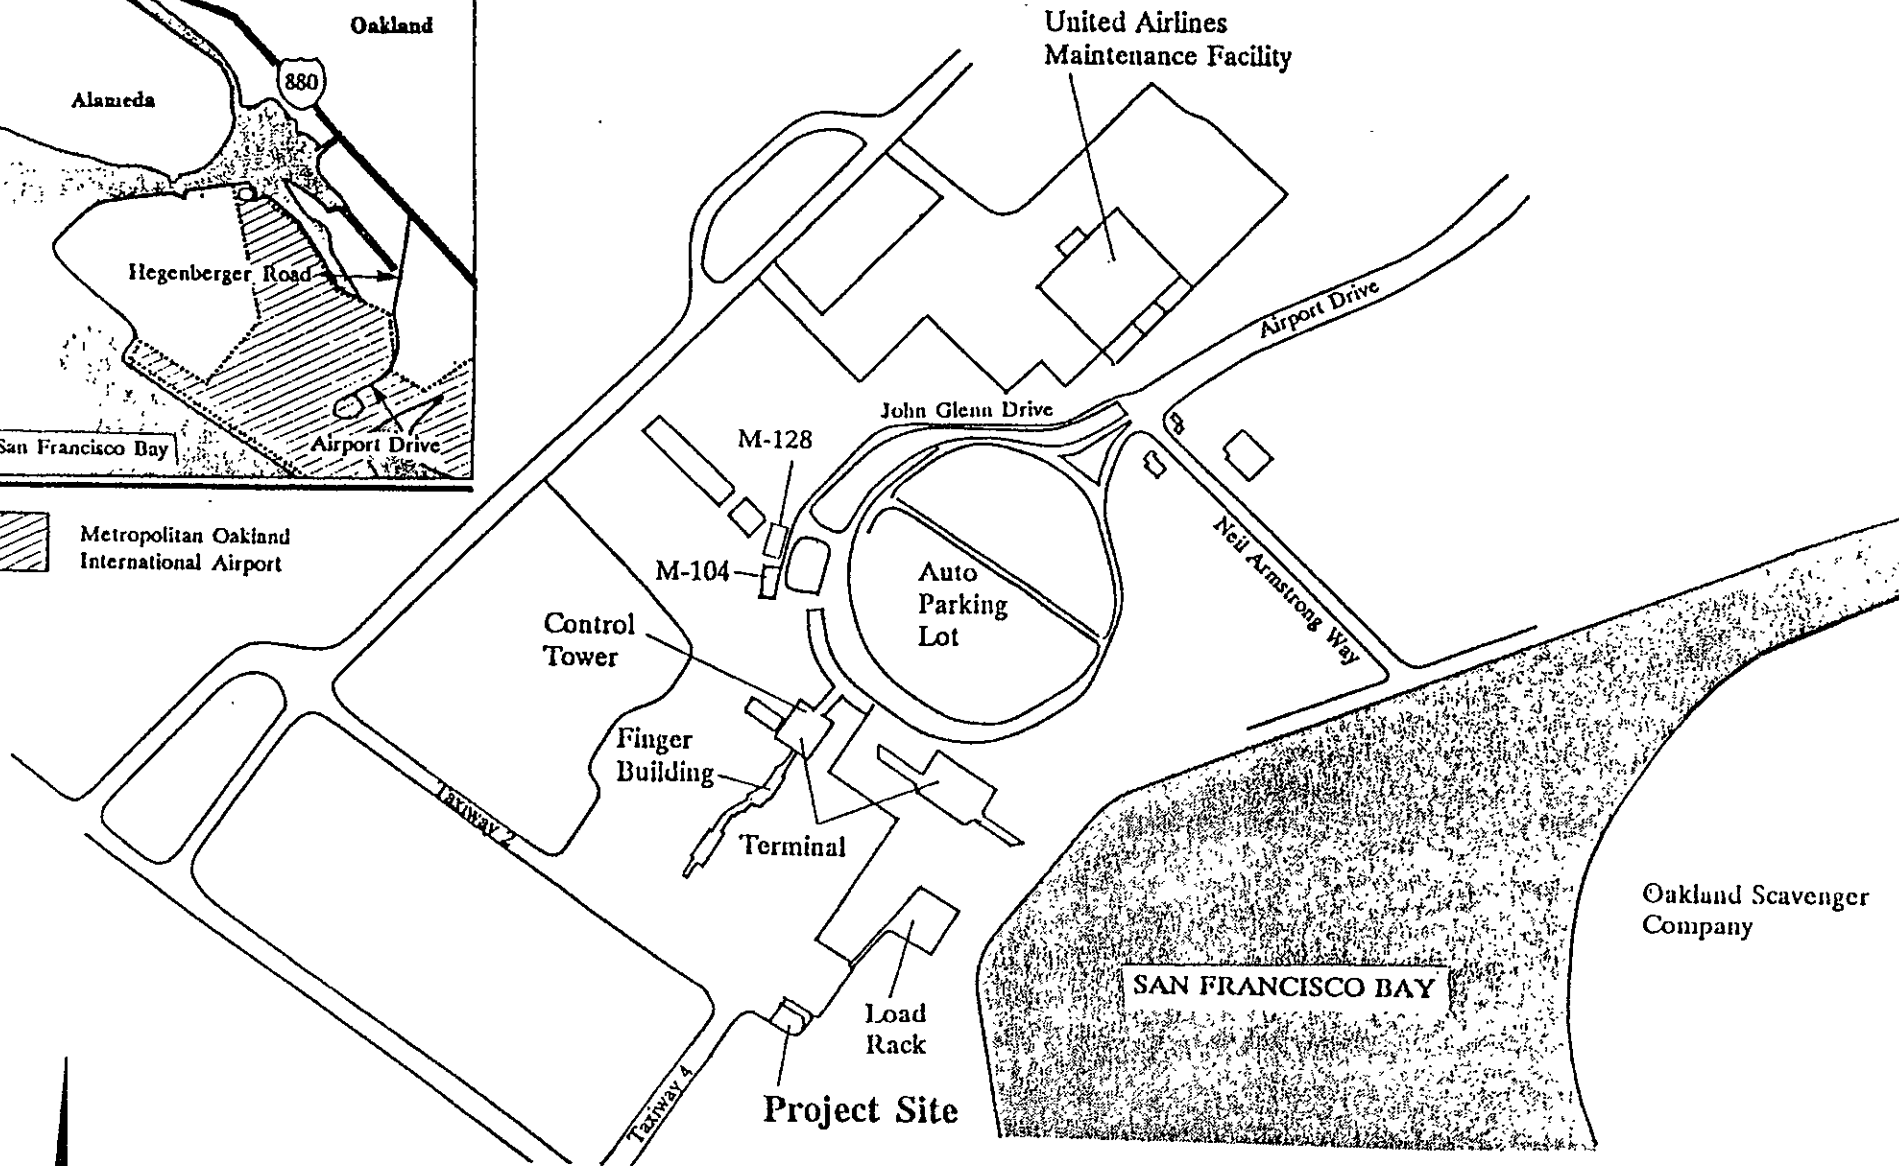 Oakland
880
Alameda
Hegenberger Road
San Francisco Bay
Airport Drive
Metropolitan Oakland
International Airport
United Airlines
Maintenance Facility
Airport Drive
John Glenn Drive
M-128
M-104
Auto
Parking
Lot
Neil Armstrong Way
Control
Tower
Finger
Building
Taxiway 2
Terminal
Oakland Scavenger
Company
SAN FRANCISCO BAY
Load
Rack
Taxiway 4
Project Site